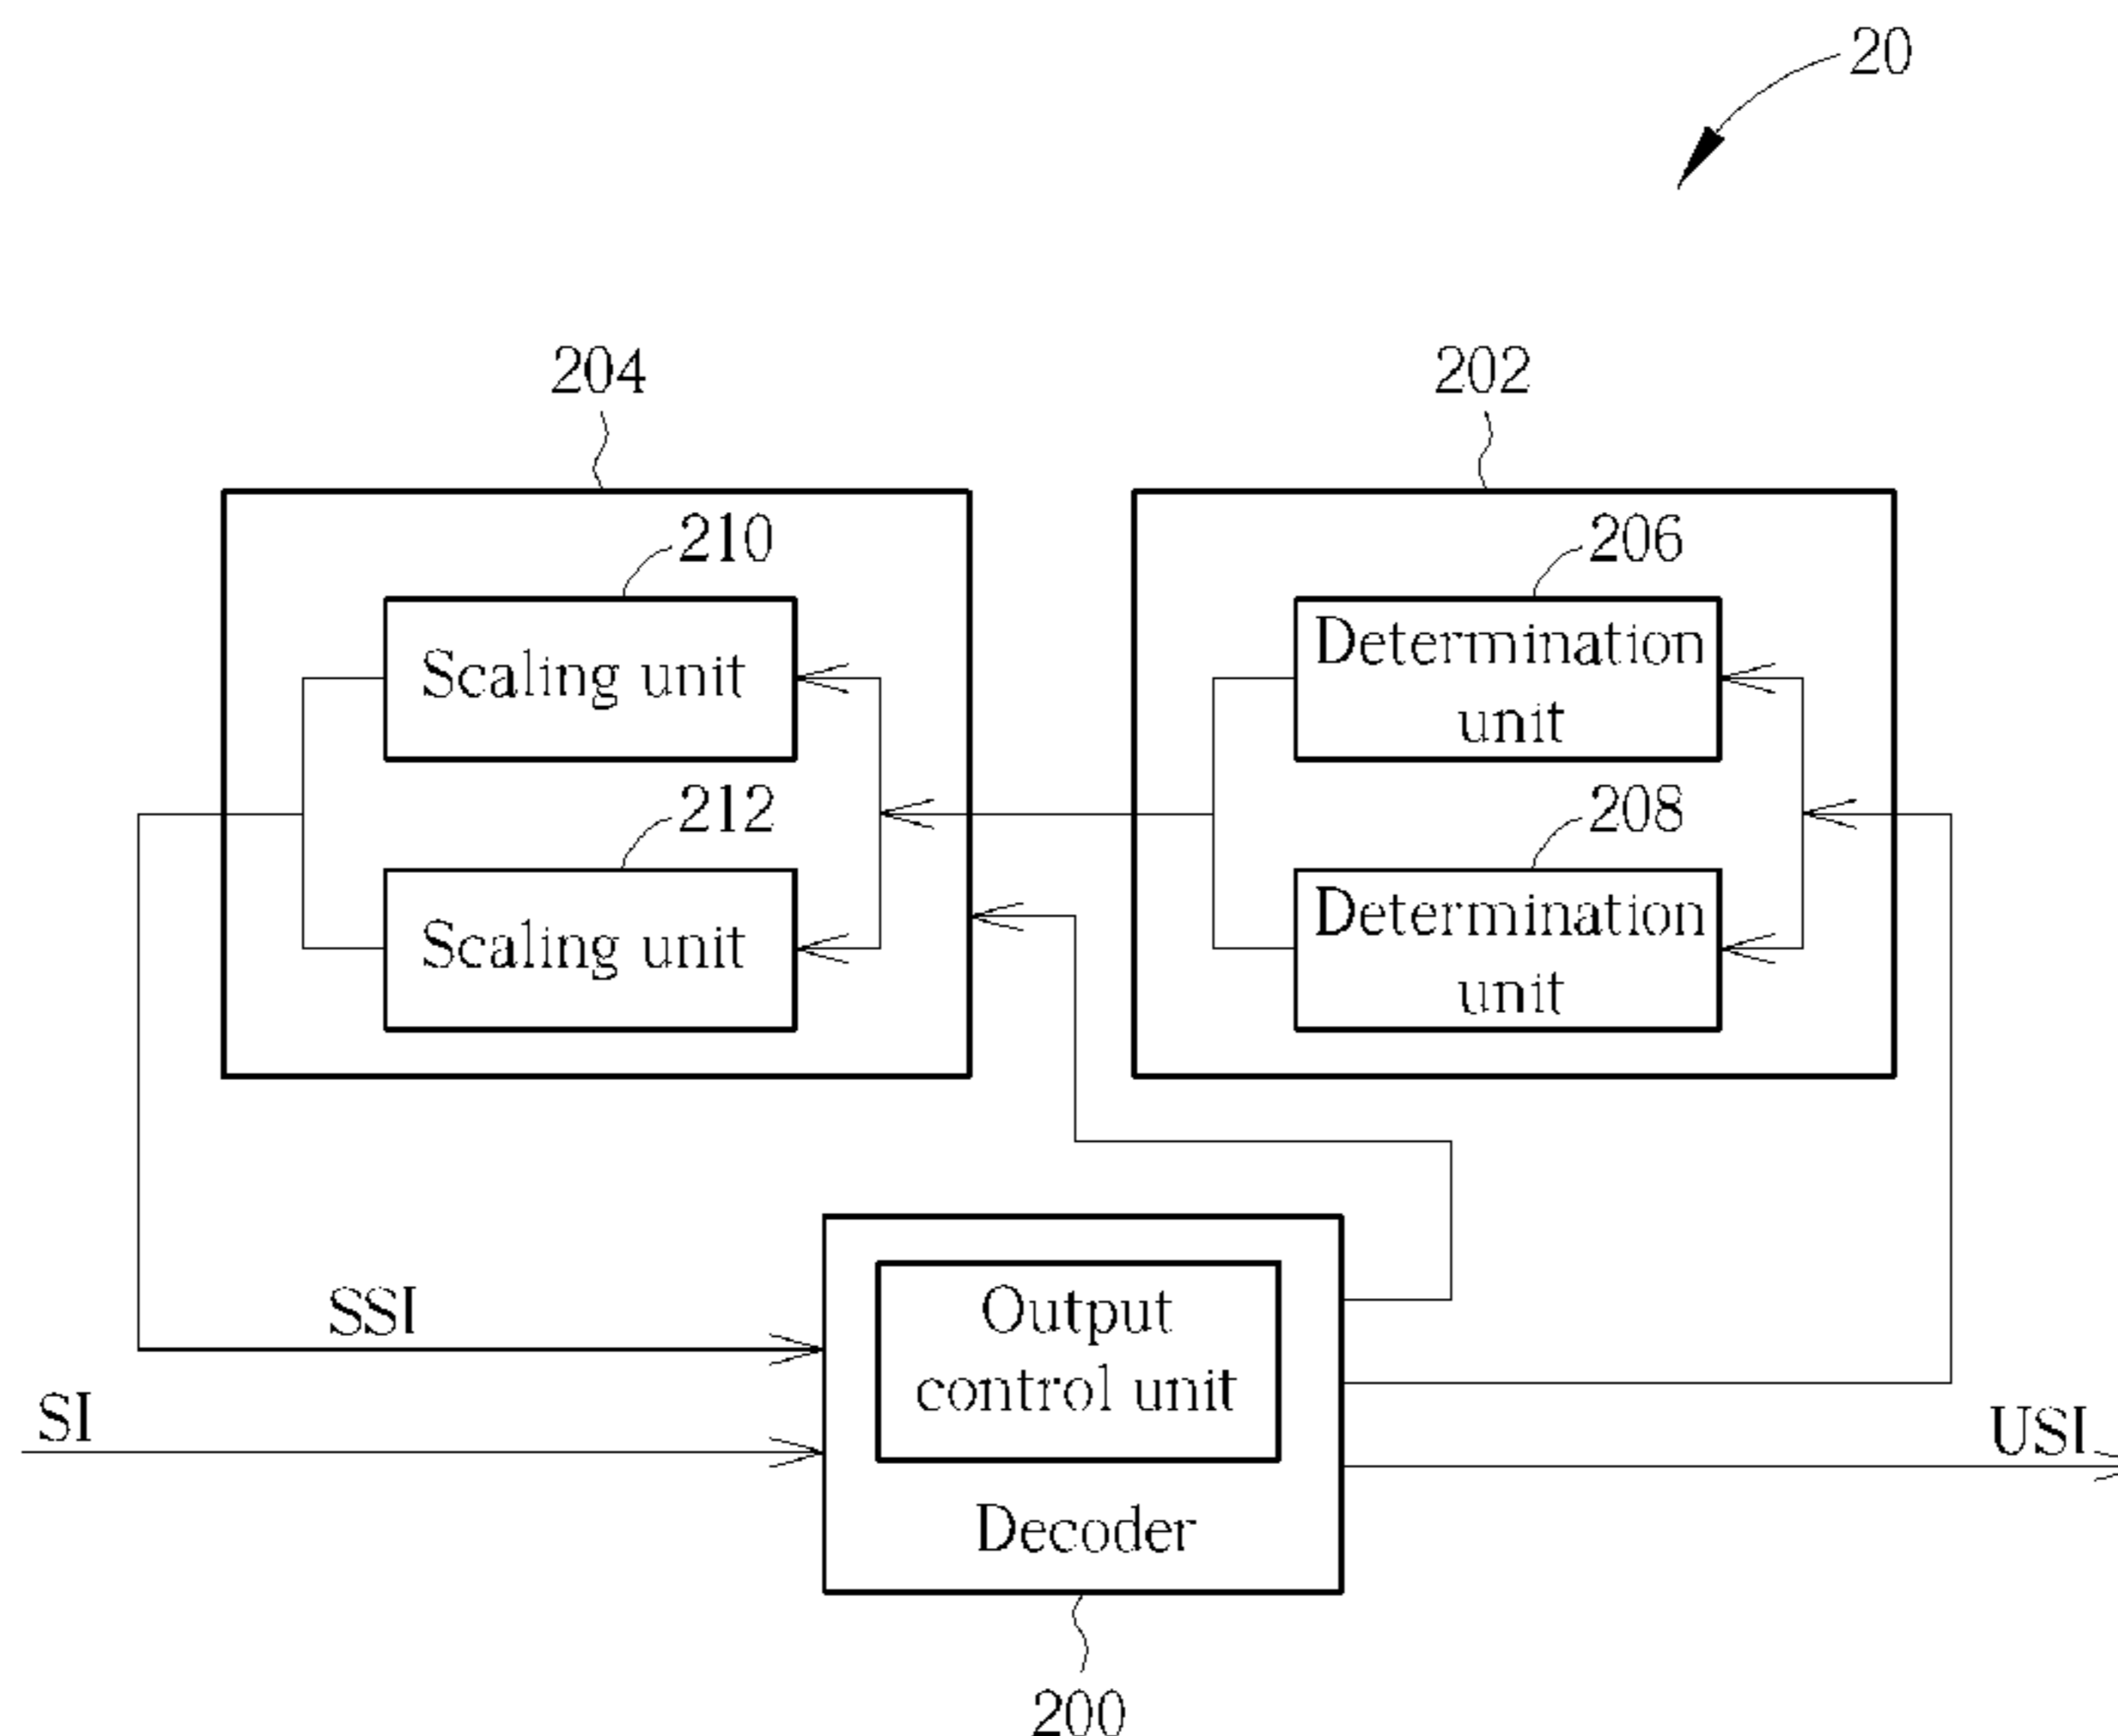 20
204
202
210
206
Scaling unit
Determination
unit
212
208
Scaling unit
Determination
unit
SSI
Output
control unit
SI
USI
Decoder
200